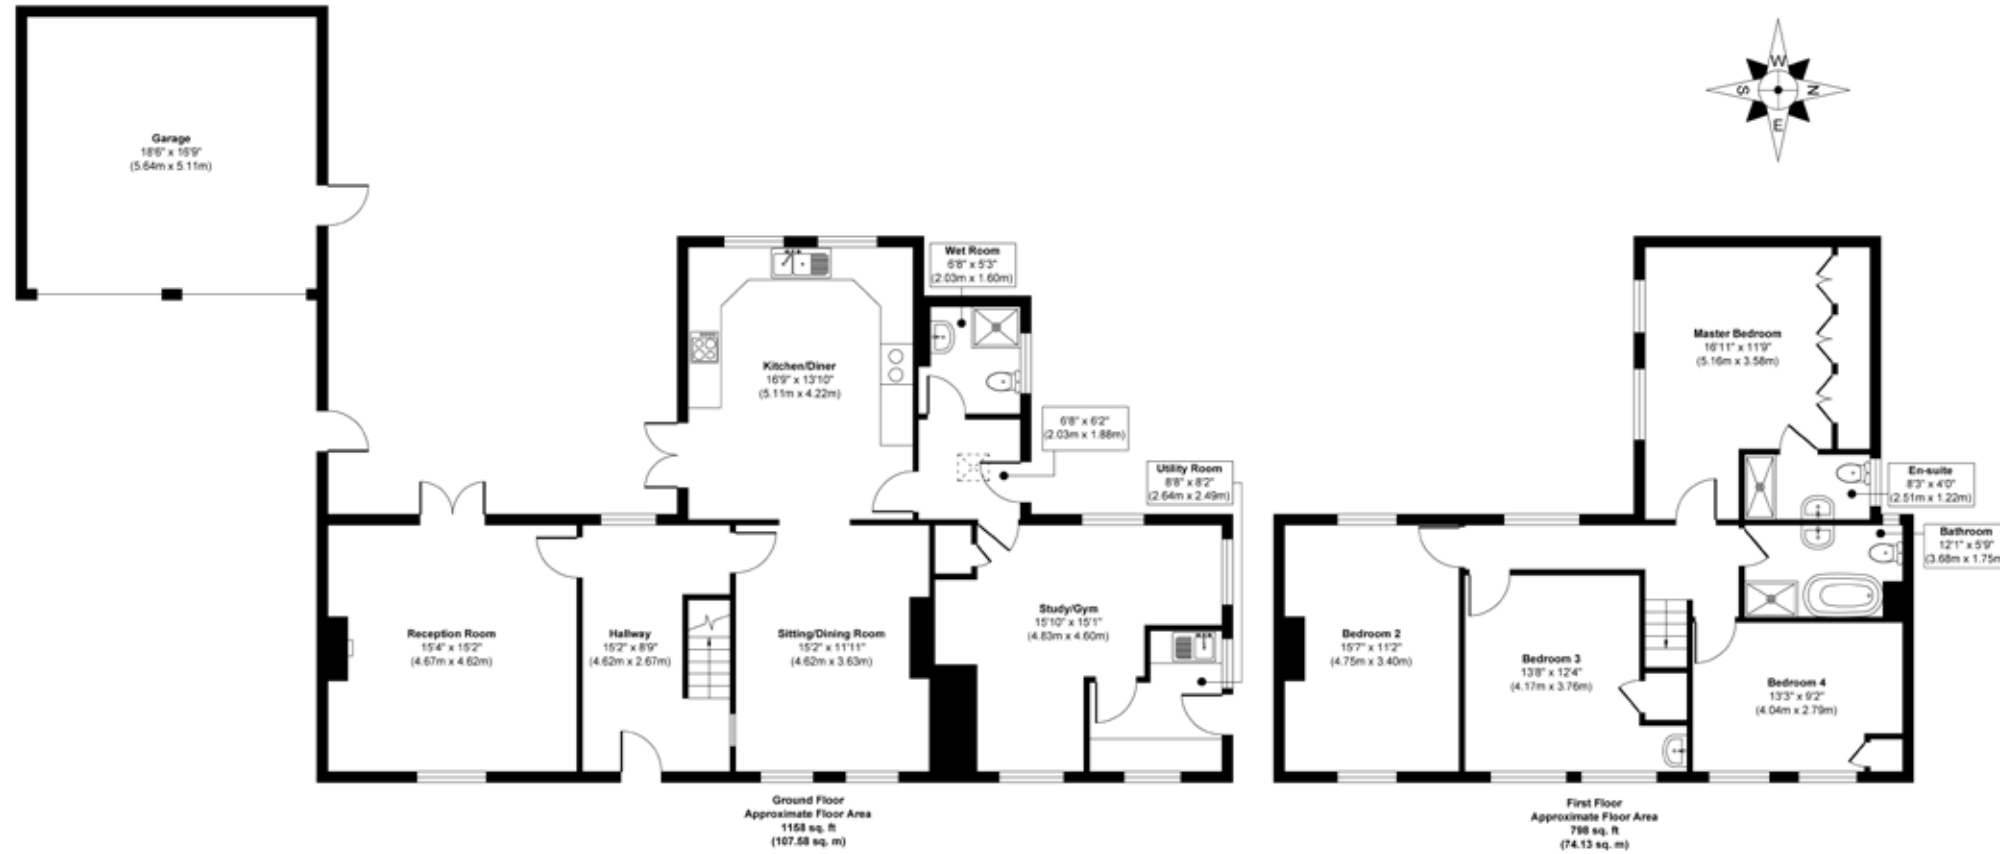 W
S
N
E
Garage
18'6" x 16'9"
(5.64m x 5.11m)
Wet Room
6'8" x 5'3"
(2.03m x 1.60m)
Kitchen/Diner
16'9" x 13'10"
(5.11m x 4.22m)
6'8" x 6'2"
(2.03m x 1.88m)
Utility Room
8'8" x 8'2"
(2.64m x 2.49m)
Reception Room
15'4" x 15'2"
(4.67m x 4.62m)
Hallway
15'2" x 8'9"
(4.62m x 2.67m)
Sitting/Dining Room
15'2" x 11'11"
(4.62m x 3.63m)
Study/Gym
15'10" x 15'1"
(4.83m x 4.60m)
Ground Floor
Approximate Floor Area
1158 sq. ft
(107.58 sq. m)
Master Bedroom
16'11" x 11'9"
(5.16m x 3.58m)
En-suite
8'3" x 4'0"
(2.51m x 1.22m)
Bathroom
12'1" x 5'9"
(3.68m x 1.75m
Bedroom 2
15'7" x 11'2"
(4.75m x 3.40m)
Bedroom 3
13'8" x 12'4"
(4.17m x 3.76m)
Bedroom 4
13'3" x 9'2"
(4.04m x 2.79m)
First Floor
Approximate Floor Area
798 sq. ft
(74.13 sq. m)